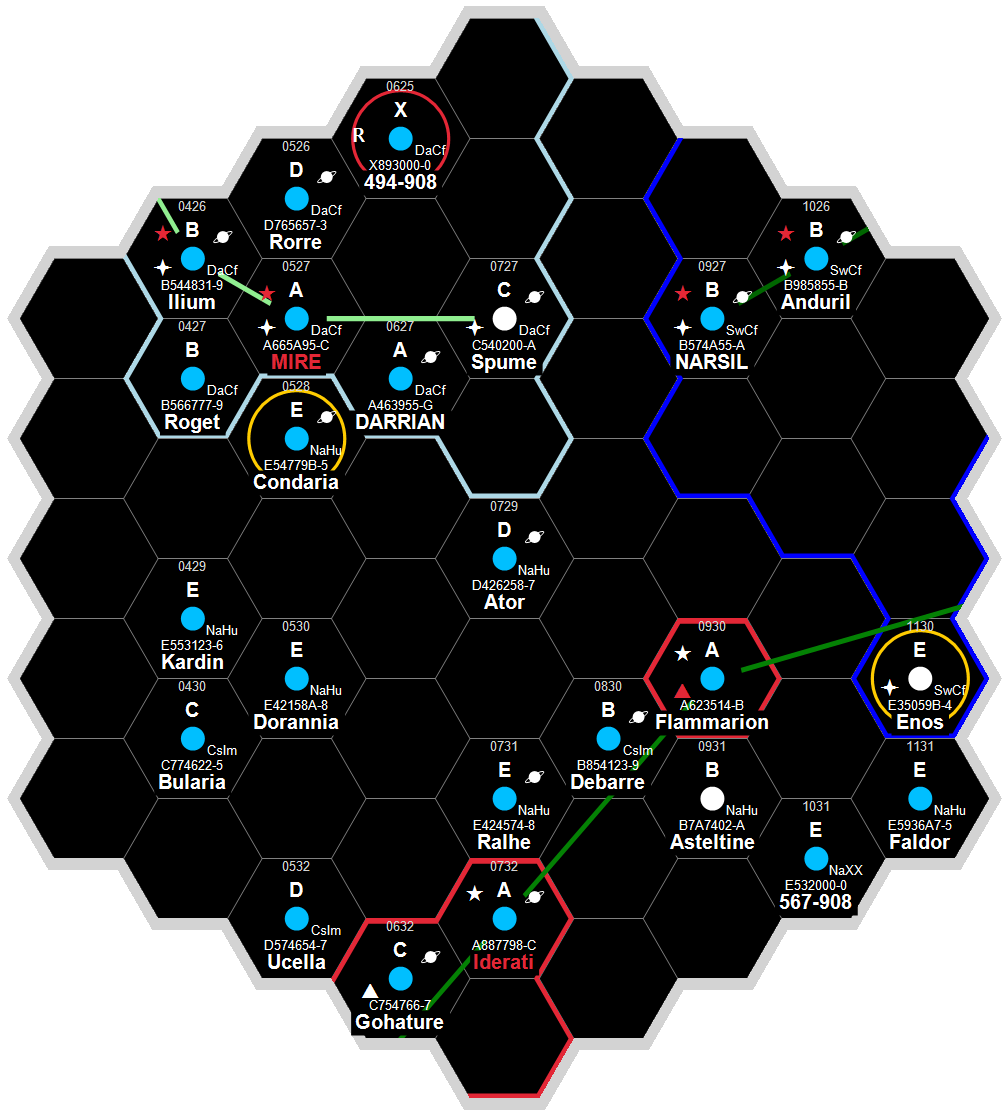 0625
X
R
DaCf
X893000-0
494-908
0526
D
DaCf
D765657-3
Rorre
0426
B
DaCf
B544831-9
Ilium
1026
B
SwCf
B985855-B
Anduril
0527
A
DaCf
A665A95-C
MIRE
0727
C
DaCf
C540200-A
Spume
0927
B
SwCf
B574A55-A
NARSIL
0427
B
DaCf
B566777-9
Roget
0627
A
DaCf
A463955-G
DARRIAN
0528
E
NaHu
E54779B-5
Condaria
0729
D
NaHu
D426258-7
Ator
0429
E
NaHu
E553123-6
Kardin
0530
E
NaHu
E42158A-8
Dorannia
0930
A
A623514-B
Flammarion
1130
E
SwCf
E35059B-4
Enos
0430
C
CsIm
C774622-5
Bularia
0830
B
CsIm
B854123-9
Debarre
0731
E
NaHu
E424574-8
Ralhe
0931
B
NaHu
B7A7402-A
Asteltine
1131
E
NaHu
E5936A7-5
Faldor
1031
E
NaXX
E532000-0
567-908
0532
D
CsIm
D574654-7
Ucella
0732
A
A887798-C
Iderati
0632
C
C754766-7
Gohature